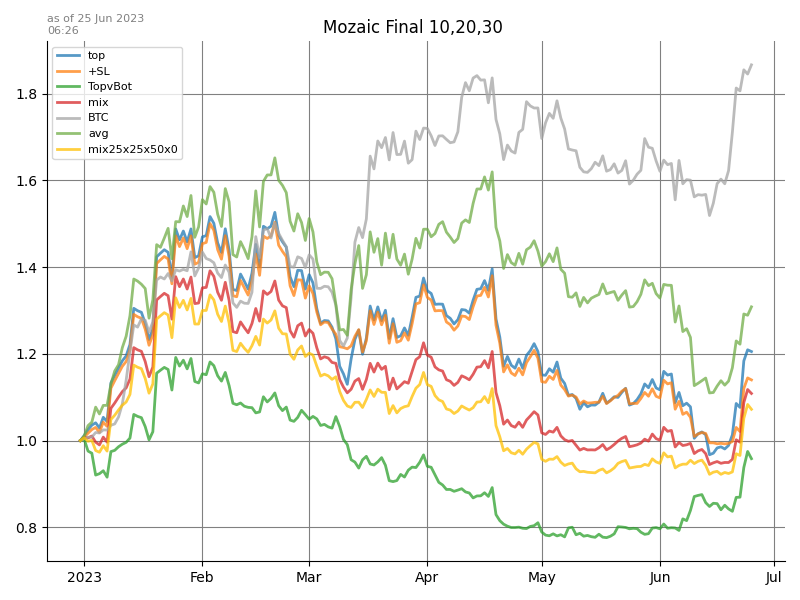 as of 25 Jun 2023
06:26
Mozaic Final 10,20,30
top
+SL
TopvBot
mix
BTC
avg
mix25x25x50x0
1.8
1.6
1.4
1.2
1.0
0.8
2023 Feb Mar Apr May Jun Jul